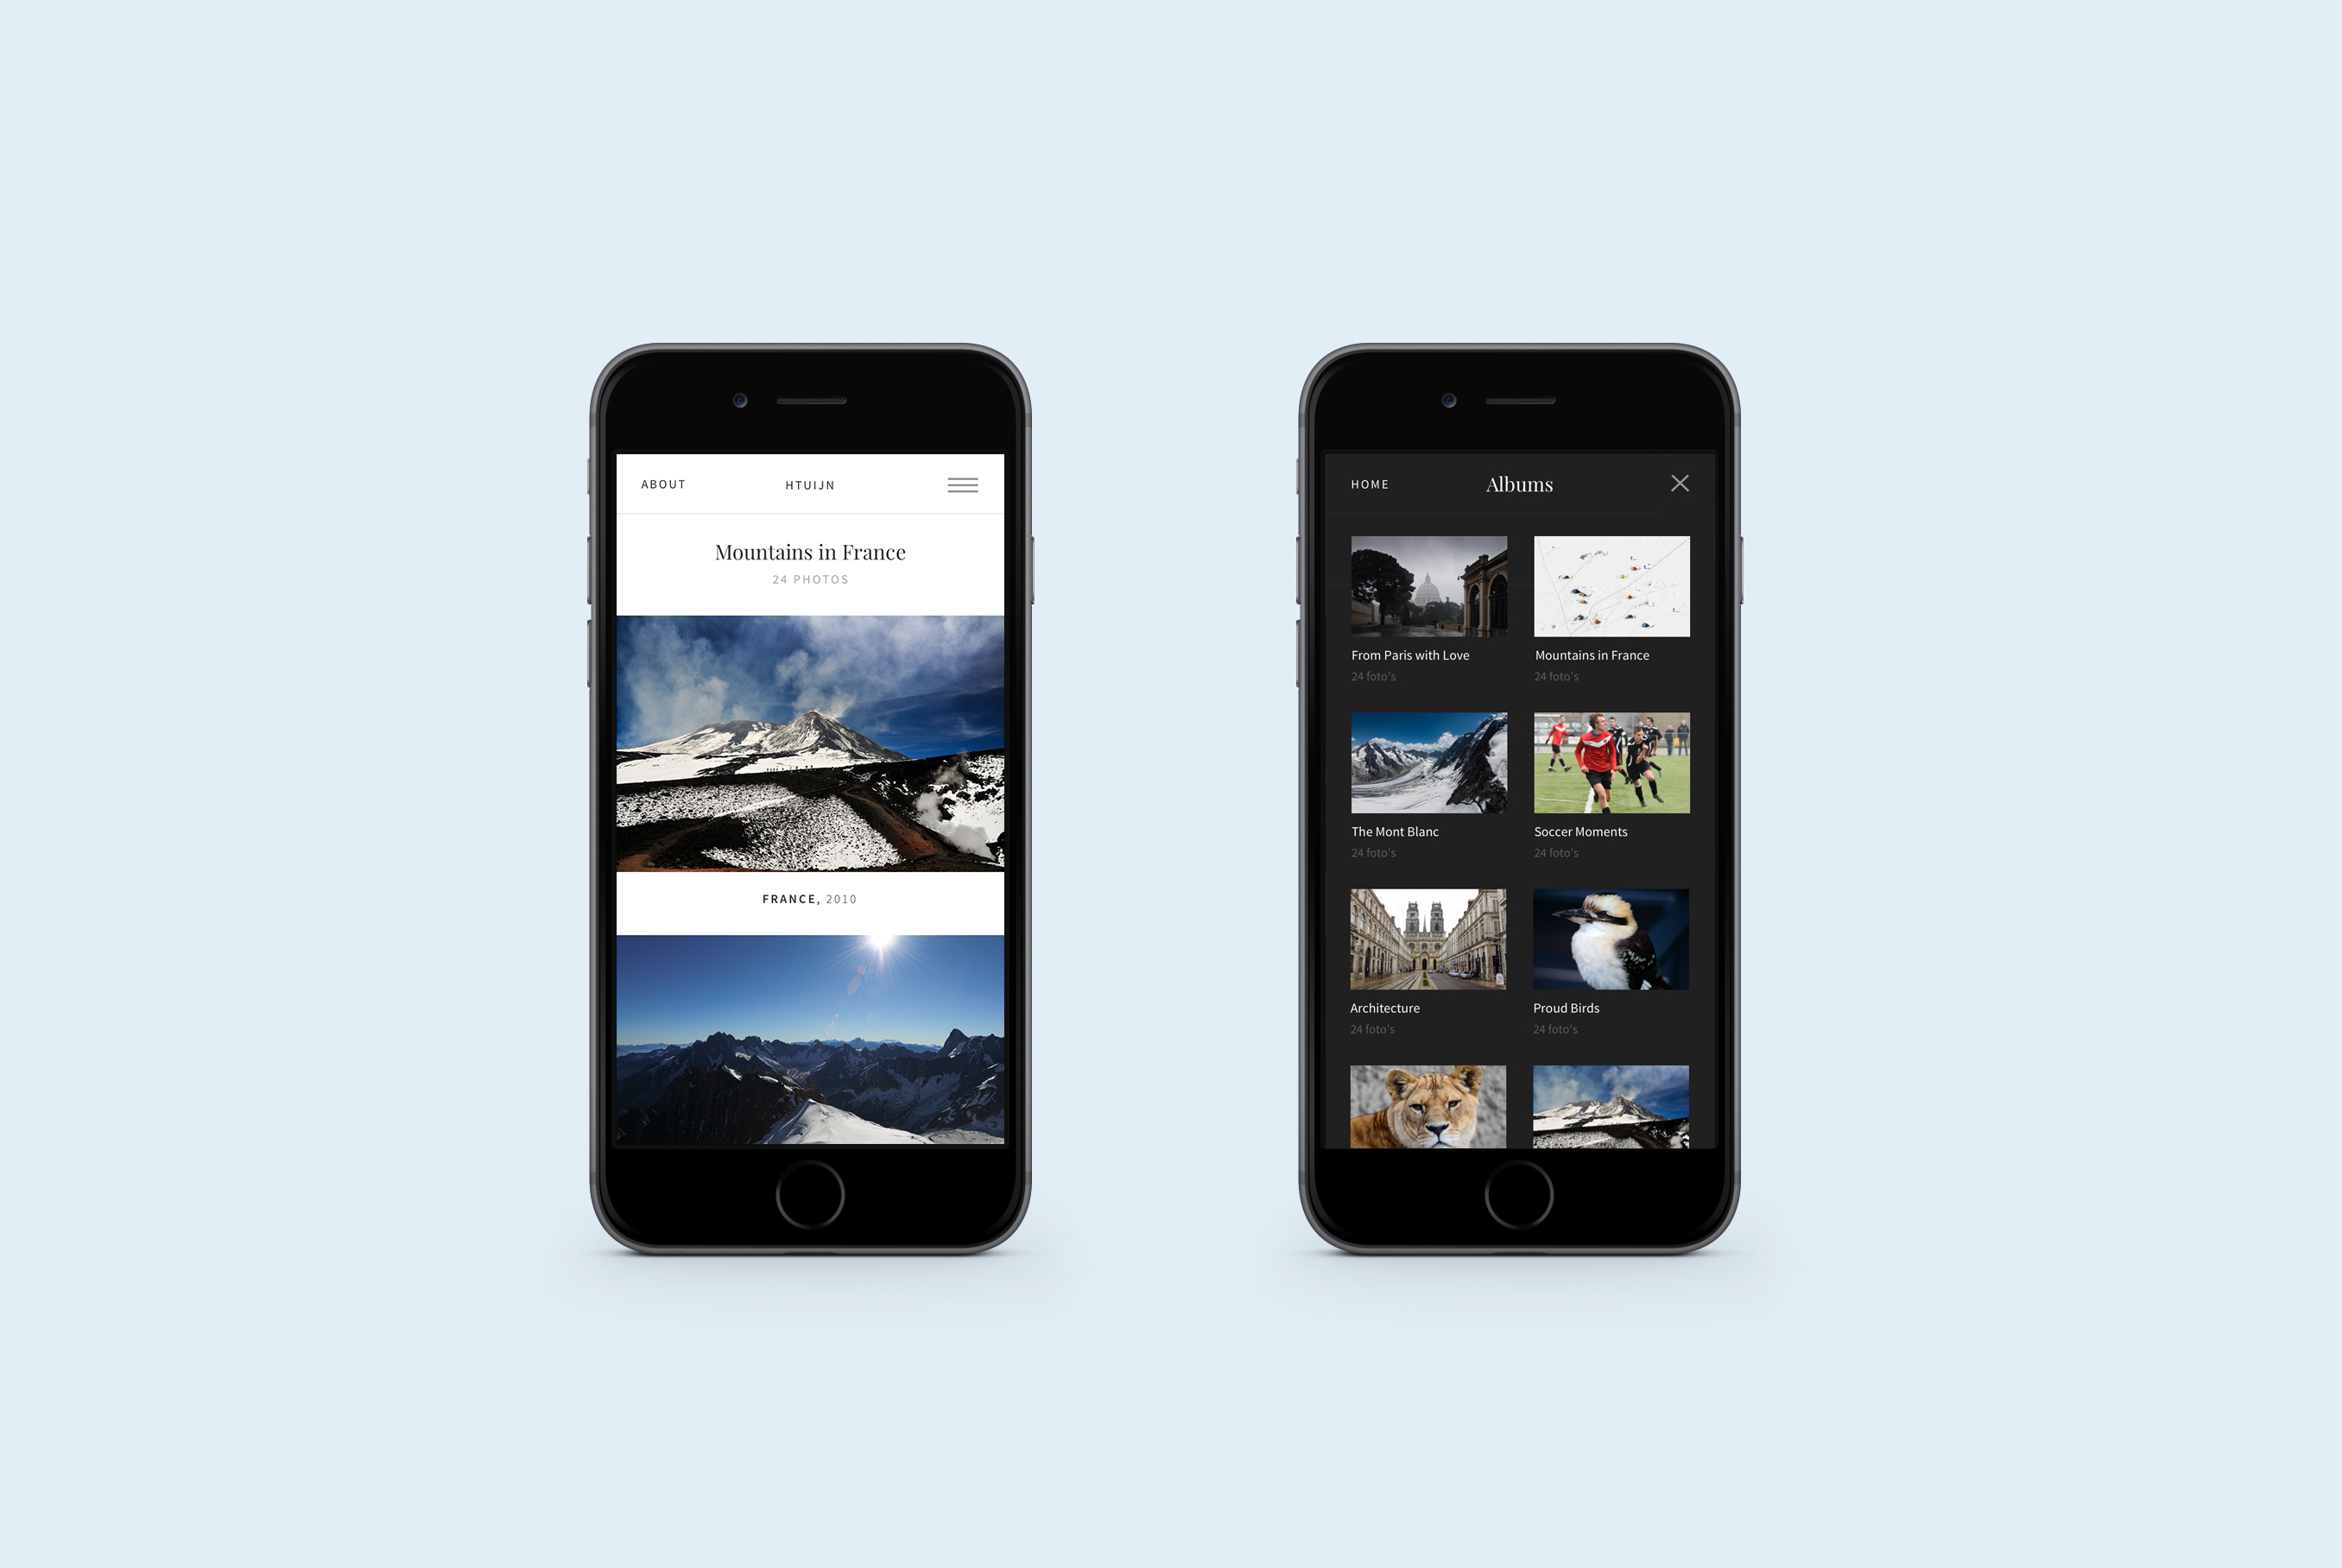 ABOUT HTUIJN
Mountains in France
24 PHOTOS
FRANCE, 2010
HOME Albums
From Paris with Love
24 foto's
Mountains in France
24 foto's
The Mont Blanc
24 foto's
Soccer Moments
24 foto's
Architecture
24 foto's
Proud Birds
24 foto's